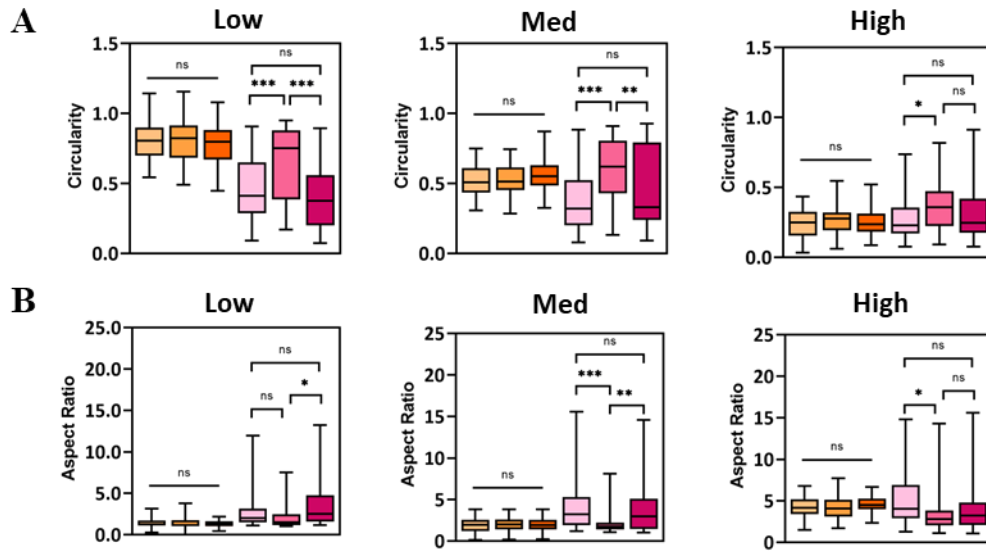 A
Low
Med
High
Circularity
1.5
1.0
0.5
0.0
ns
ns
***
***
Circularity
1.5
1.0
0.5
0.0
ns
ns
***
**
Circularity
1.5
1.0
0.5
0.0
ns
ns
*
ns
B
Low
Med
High
Aspect Ratio
25.0
20.0
15.0
10.0
5.0
0.0
ns
ns
ns
*
Aspect Ratio
25
20
15
10
5
0
ns
ns
***
**
Aspect Ratio
25
20
15
10
5
0
ns
ns
*
ns